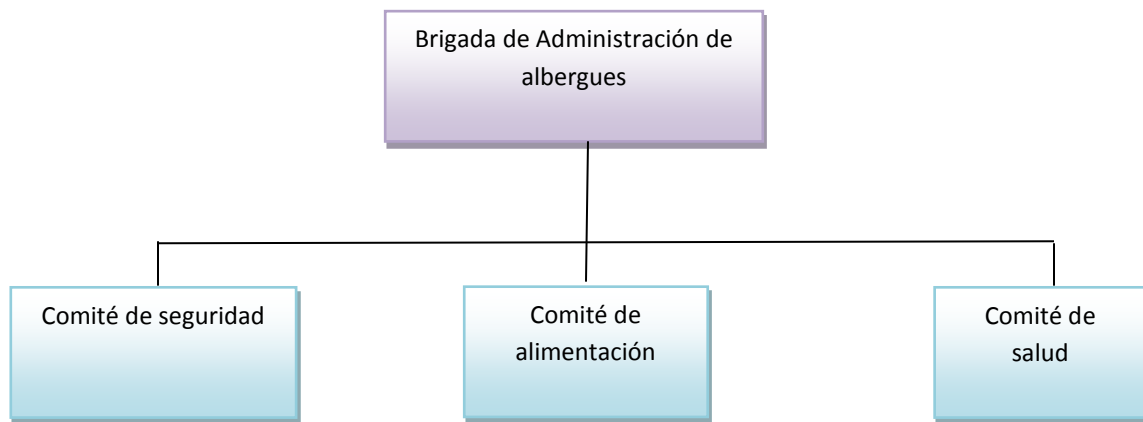 Brigada de Administración de
albergues
Comité de seguridad
Comité de
alimentación
Comité de
salud